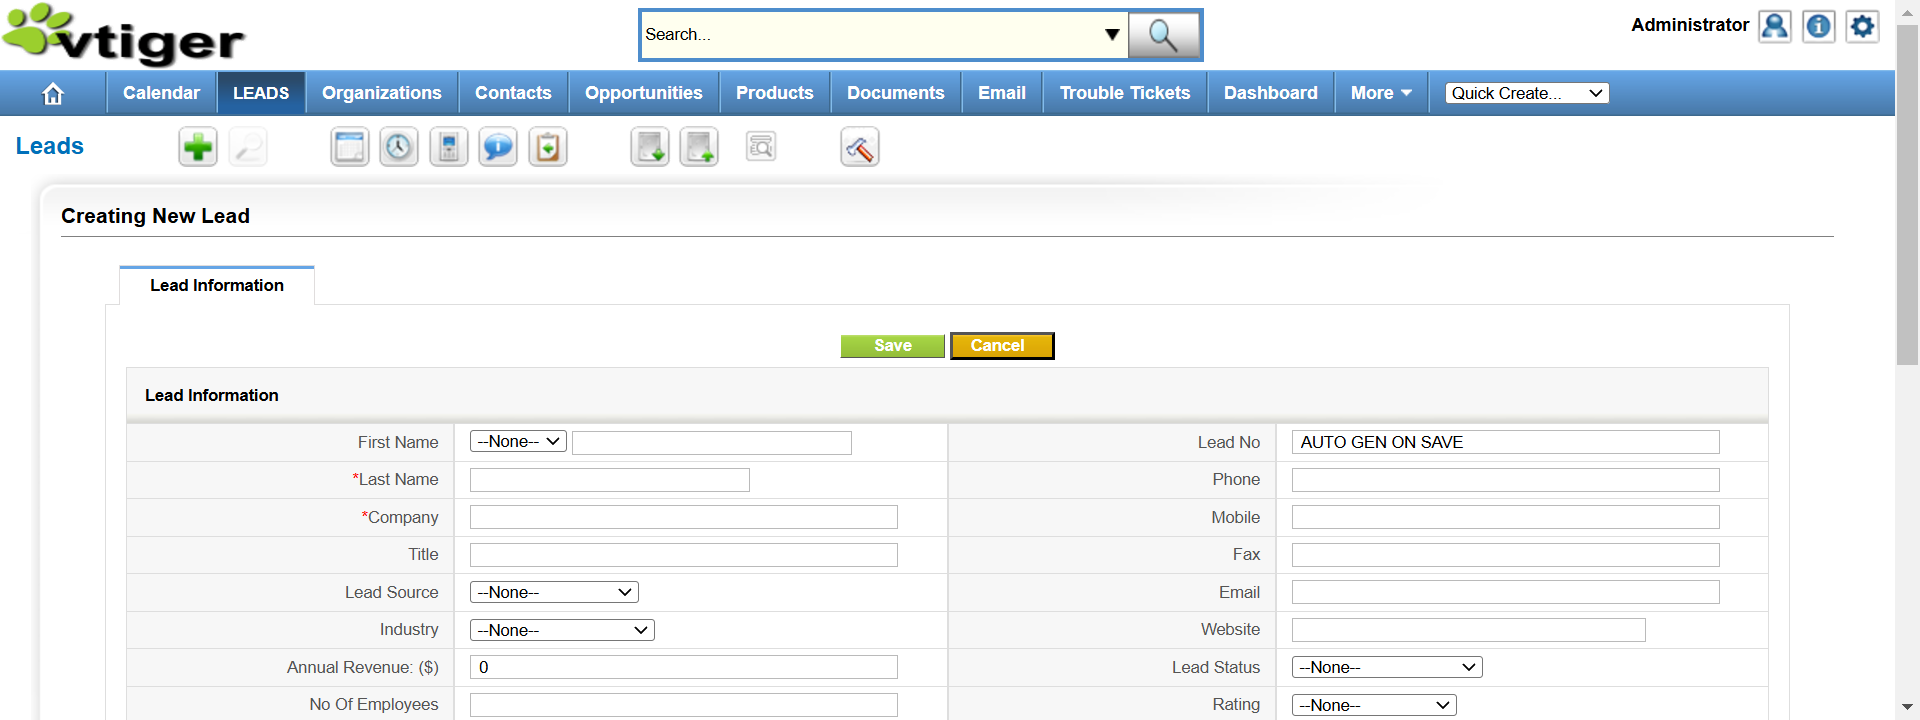 vtiger
Search...
Administrator
Calendar LEADS Organizations Contacts Opportunities Products Documents Email Trouble Tickets Dashboard More Quick Create...
Leads
Creating New Lead
Lead Information
Save Cancel
Lead Information
First Name --None-- Lead No AUTO GEN ON SAVE
*Last Name Phone
*Company Mobile
Title Fax
Lead Source --None-- Email
Industry --None-- Website
Annual Revenue: ($) 0 Lead Status --None--
No Of Employees Rating --None--